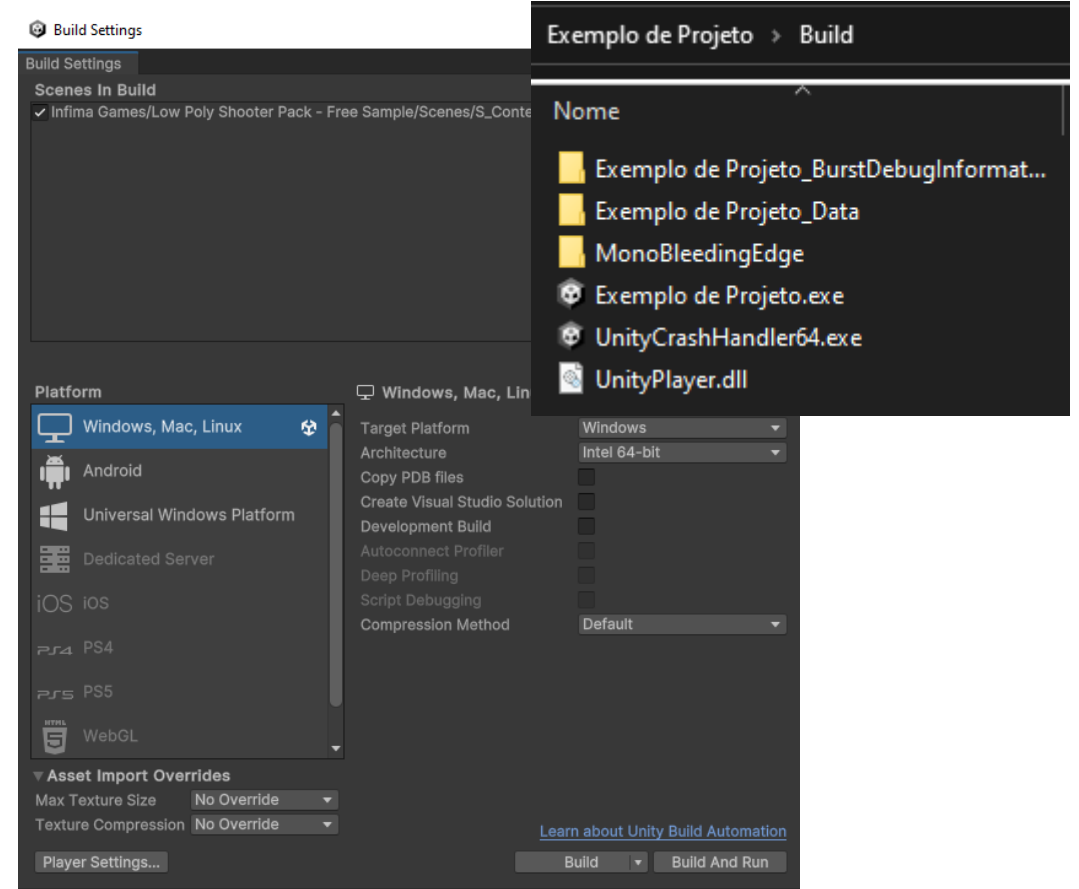 Build Settings
Build Settings
Scenes In Build
Infima Games/Low Poly Shooter Pack - Free Sample/Scenes/S_Conte
Exemplo de Projeto > Build
Nome
Exemplo de Projeto_BurstDebugInformat...
Exemplo de Projeto_Data
MonoBleedingEdge
Exemplo de Projeto.exe
UnityCrashHandler64.exe
UnityPlayer.dll
Platform
Windows, Mac, Linux
Android
Universal Windows Platform
Dedicated Server
iOS iOS
PS4 PS4
PS5 PS5
HTML 5 WebGL
Windows, Mac, Lin
Target Platform Windows
Architecture Intel 64-bit
Copy PDB files
Create Visual Studio Solution
Development Build
Autoconnect Profiler
Deep Profiling
Script Debugging
Compression Method Default
Asset Import Overrides
Max Texture Size No Override
Texture Compression No Override
Learn about Unity Build Automation
Player Settings... Build Build And Run